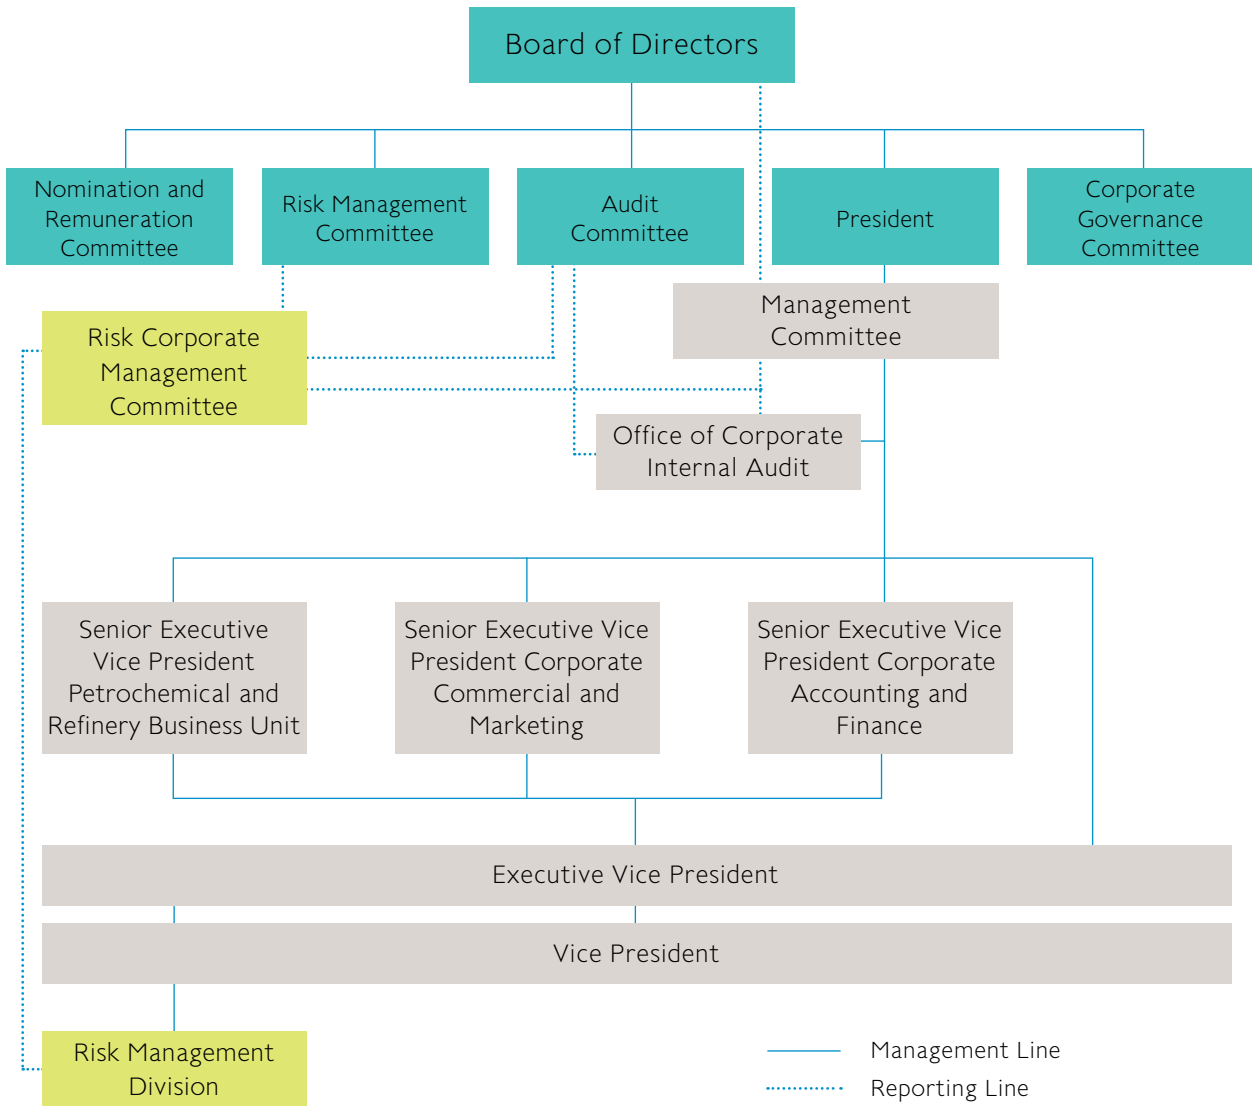 Board of Directors
Nomination and
Remuneration
Committee
Risk Management
Committee
Audit
Committee
President
Corporate
Governance
Committee
Management
Committee
Risk Corporate
Management
Committee
Office of Corporate
Internal Audit
Senior Executive
Vice President
Petrochemical and
Refinery Business Unit
Senior Executive Vice
President Corporate
Commercial and
Marketing
Senior Executive Vice
President Corporate
Accounting and
Finance
Executive Vice President
Vice President
Risk Management
Division
Management Line
Reporting Line